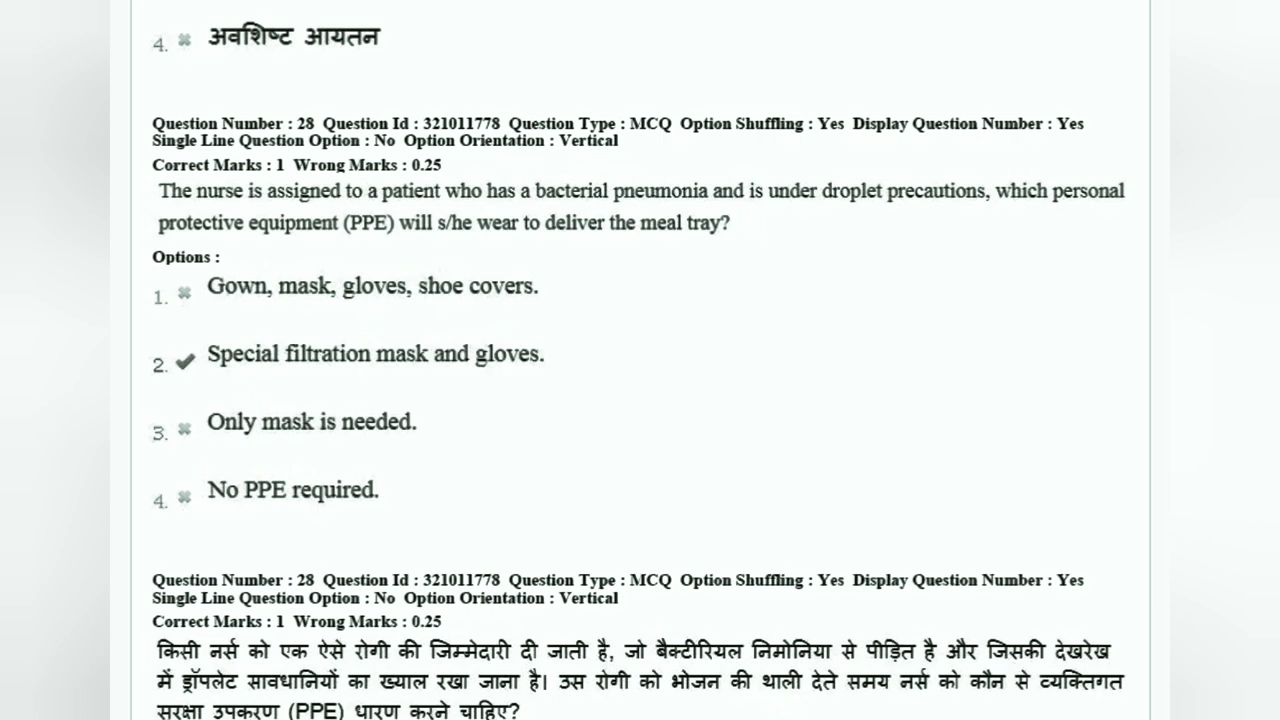 4. अवशिष्ट आयतन
Question Number : 28 Question Id : 321011778 Question Type : MCQ Option Shuffling : Yes Display Question Number : Yes
Single Line Question Option : No Option Orientation : Vertical
Correct Marks : 1 Wrong Marks : 0.25
The nurse is assigned to a patient who has a bacterial pneumonia and is under droplet precautions, which personal
protective equipment (PPE) will s/he wear to deliver the meal tray?
Options :
1. Gown, mask, gloves, shoe covers.
2. Special filtration mask and gloves.
3. Only mask is needed.
4. No PPE required.
Question Number : 28 Question Id : 321011778 Question Type : MCQ Option Shuffling : Yes Display Question Number : Yes
Single Line Question Option : No Option Orientation : Vertical
Correct Marks : 1 Wrong Marks : 0.25
किसी नर्स को एक ऐसे रोगी की जिम्मेदारी दी जाती है, जो बैक्टीरियल निमोनिया से पीड़ित है और जिसकी देखरेख
में ड्रॉपलेट सावधानियों का ख्याल रखा जाना है। उस रोगी को भोजन की थाली देते समय नर्स को कौन से व्यक्तिगत
सुरक्षा उपकरण (PPE) धारण करने चाहिए?